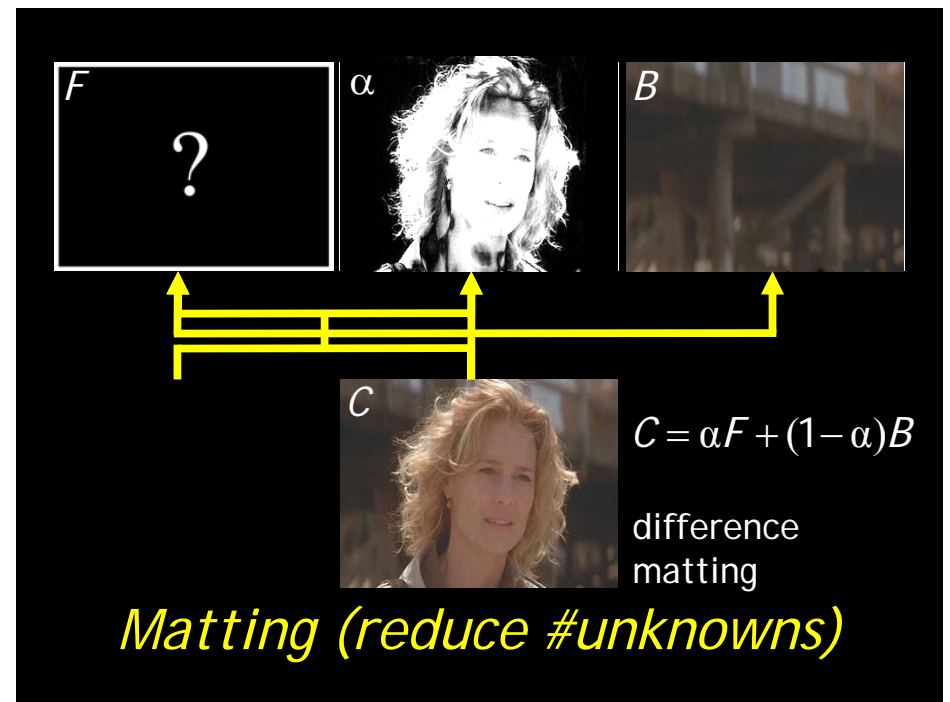 F
α
B
?
C
C = αF + (1−α)B
difference
matting
Matting (reduce #unknowns)